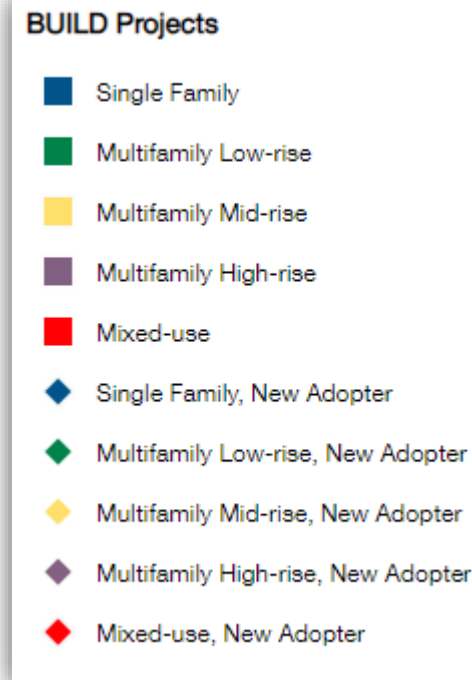 BUILD Projects
Single Family
Multifamily Low-rise
Multifamily Mid-rise
Multifamily High-rise
Mixed-use
Single Family, New Adopter
Multifamily Low-rise, New Adopter
Multifamily Mid-rise, New Adopter
Multifamily High-rise, New Adopter
Mixed-use, New Adopter